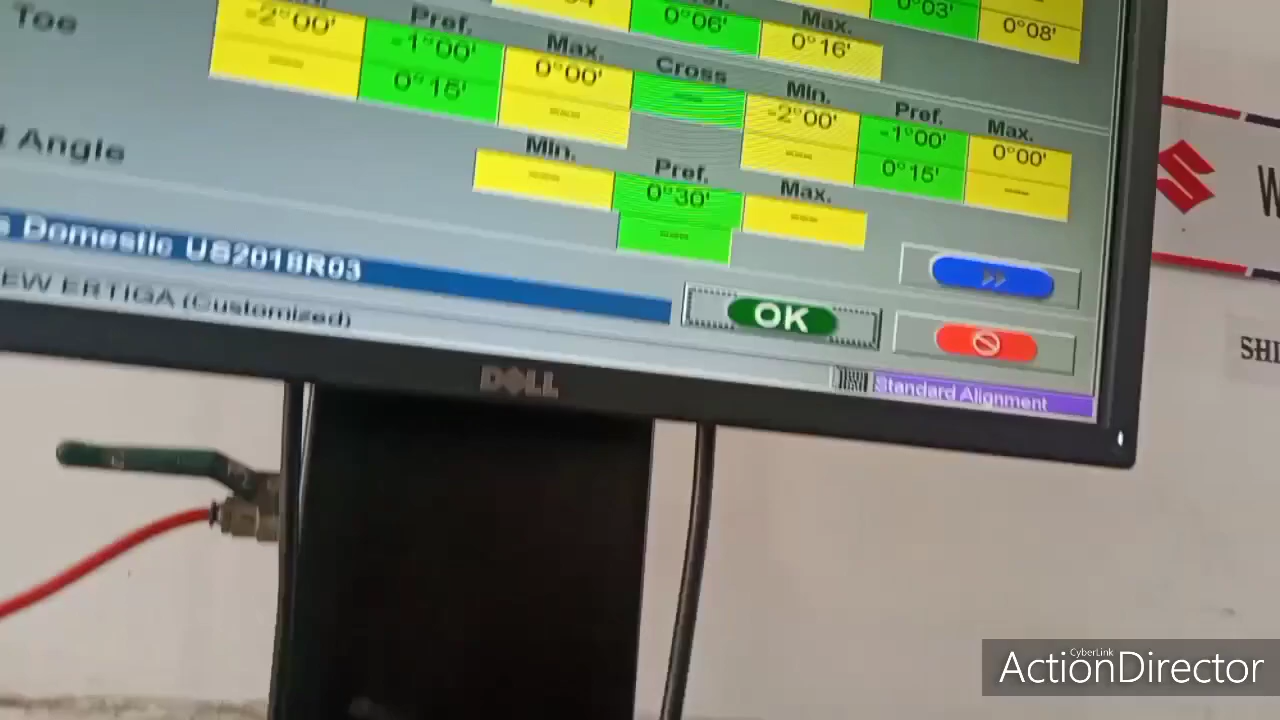 0°06' 0°03'
Max. 0°08'
Toe -2°00' Pref. 0°16'
-1°00' Max. Cross
0°15' 0°00' Min.
-2°00' Pref.
-1°00' Max.
0°15' 0°00'
Angle Min.
Pref.
0°30' Max.
Domestic US2018R03
EW ERTIGA (Customized)
OK
Standard Alignment
DELL
W
SHI
CyberLink
ActionDirector